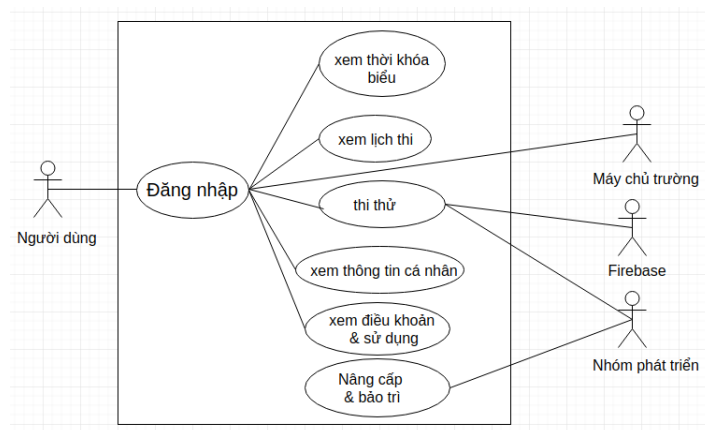 xem thời khóa
biểu
xem lịch thi
Máy chủ trường
Đăng nhập
thi thử
Người dùng
Firebase
xem thông tin cá nhân
xem điều khoản
& sử dụng
Nhóm phát triển
Nâng cấp
& bảo trì